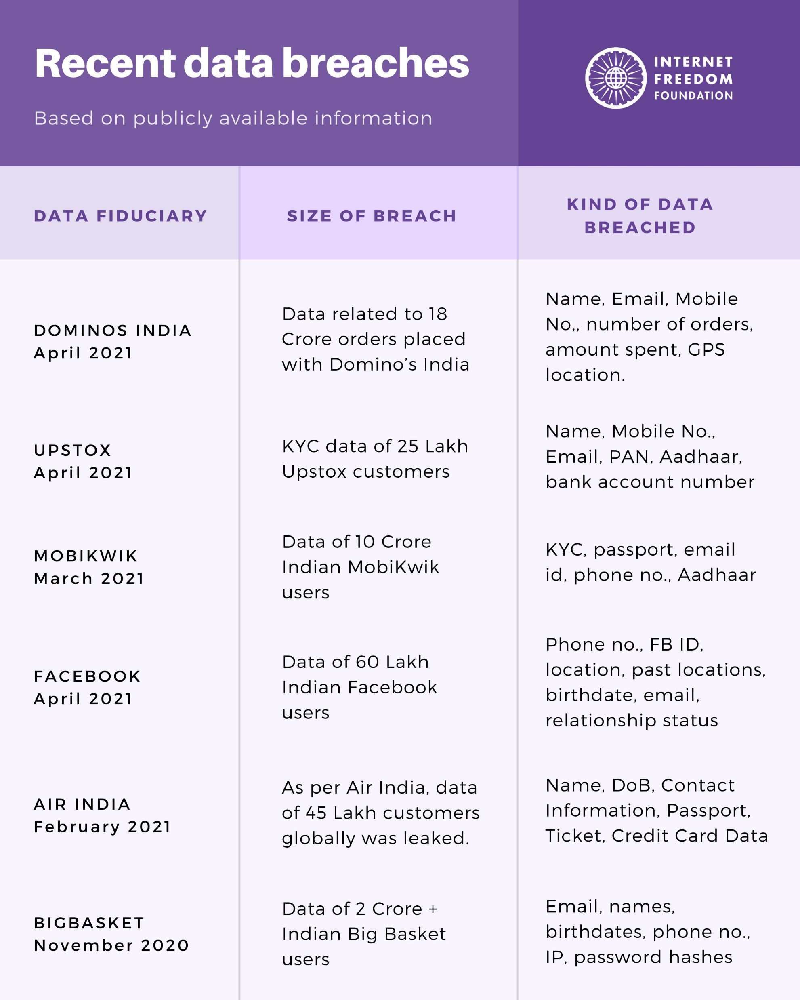 Recent data breaches
Based on publicly available information
INTERNET
FREEDOM
FOUNDATION
DATA FIDUCIARY
SIZE OF BREACH
KIND OF DATA
BREACHED
DOMINOS INDIA
April 2021
Data related to 18
Crore orders placed
with Domino's India
Name, Email, Mobile
No,, number of orders,
amount spent, GPS
location.
UPSTOX
April 2021
KYC data of 25 Lakh
Upstox customers
Name, Mobile No.,
Email, PAN, Aadhaar,
bank account number
MOBIKWIK
March 2021
Data of 10 Crore
Indian MobiKwik
users
KYC, passport, email
id, phone no., Aadhaar
FACEBOOK
April 2021
Data of 60 Lakh
Indian Facebook
users
Phone no., FB ID,
location, past locations,
birthdate, email,
relationship status
AIR INDIA
February 2021
As per Air India, data
of 45 Lakh customers
globally was leaked.
Name, DoB, Contact
Information, Passport,
Ticket, Credit Card Data
BIGBASKET
November 2020
Data of 2 Crore +
Indian Big Basket
users
Email, names,
birthdates, phone no.,
IP, password hashes